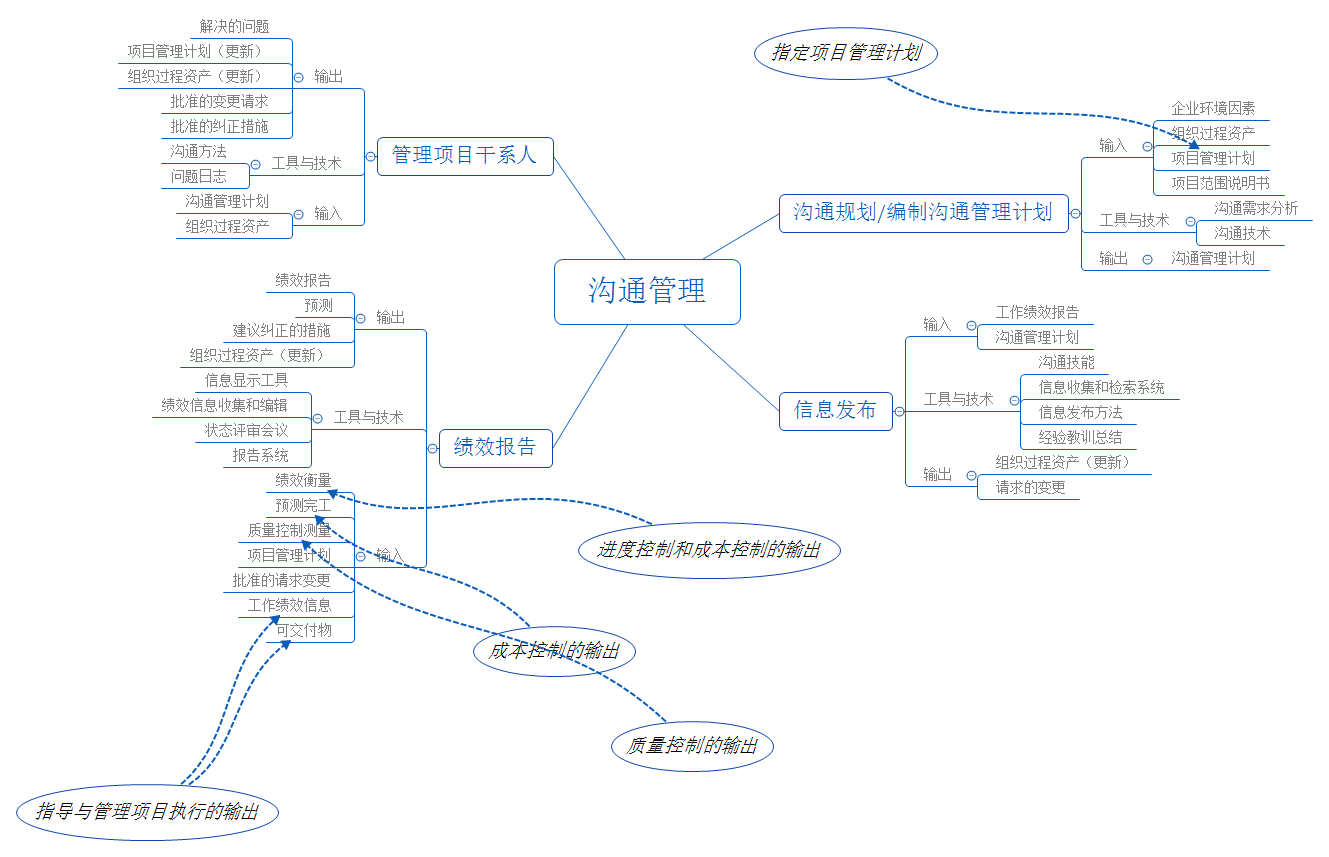 沟通管理
沟通规划/编制沟通管理计划
输入
企业环境因素
组织过程资产
项目管理计划
项目范围说明书
工具与技术
沟通需求分析
沟通技术
输出
沟通管理计划
指定项目管理计划
信息发布
输入
工作绩效报告
沟通管理计划
工具与技术
沟通技能
信息收集和检索系统
信息发布方法
经验教训总结
输出
组织过程资产（更新）
请求的变更
绩效报告
输入
绩效衡量
预测完工
质量控制测量
项目管理计划
批准的请求变更
工作绩效信息
可交付物
工具与技术
信息显示工具
绩效信息收集和编辑
状态评审会议
报告系统
输出
绩效报告
预测
建议纠正的措施
组织过程资产（更新）
进度控制和成本控制的输出
成本控制的输出
质量控制的输出
指导与管理项目执行的输出
管理项目干系人
输入
沟通管理计划
组织过程资产
工具与技术
沟通方法
问题日志
输出
解决的问题
项目管理计划（更新）
组织过程资产（更新）
批准的变更请求
批准的纠正措施